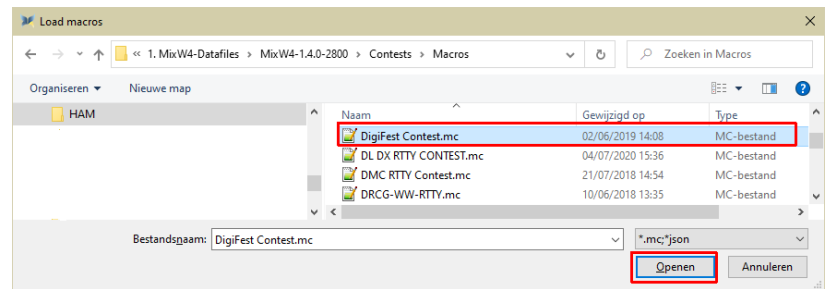 Load macros
« 1. MixW4-Datafiles › MixW4-1.4.0-2800 › Contests › Macros
Zoeken in Macros
Organiseren
Nieuwe map
HAM
Naam Gewijzigd op Type
DigiFest Contest.mc 02/06/2019 14:08 MC-bestand
DL DX RTTY CONTEST.mc 04/07/2020 15:36 MC-bestand
DMC RTTY Contest.mc 21/07/2018 14:54 MC-bestand
DRCG-WW-RTTY.mc 10/06/2018 13:35 MC-bestand
Bestandsnaam: DigiFest Contest.mc *.mc;*json
Openen Annuleren